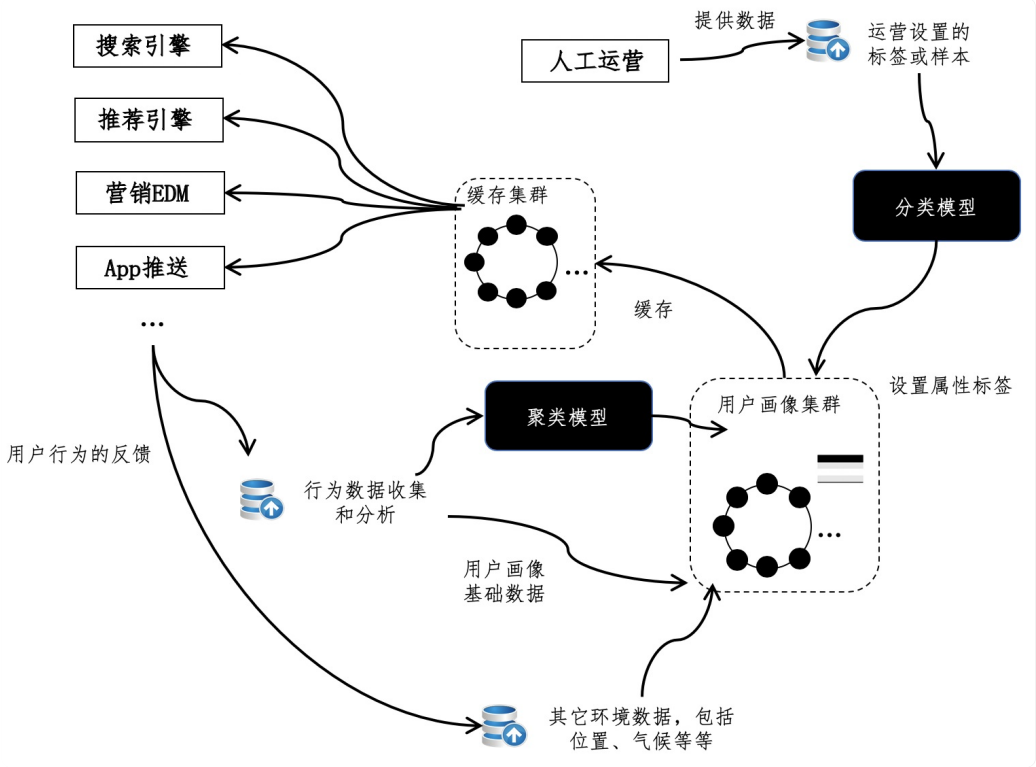 搜索引擎
推荐引擎
营销EDM
App推送
...
人工运营
提供数据
运营设置的
标签或样本
分类模型
缓存集群
...
缓存
设置属性标签
聚类模型
用户画像集群
...
用户行为的反馈
行为数据收集
和分析
用户画像
基础数据
其它环境数据，包括
位置、气候等等